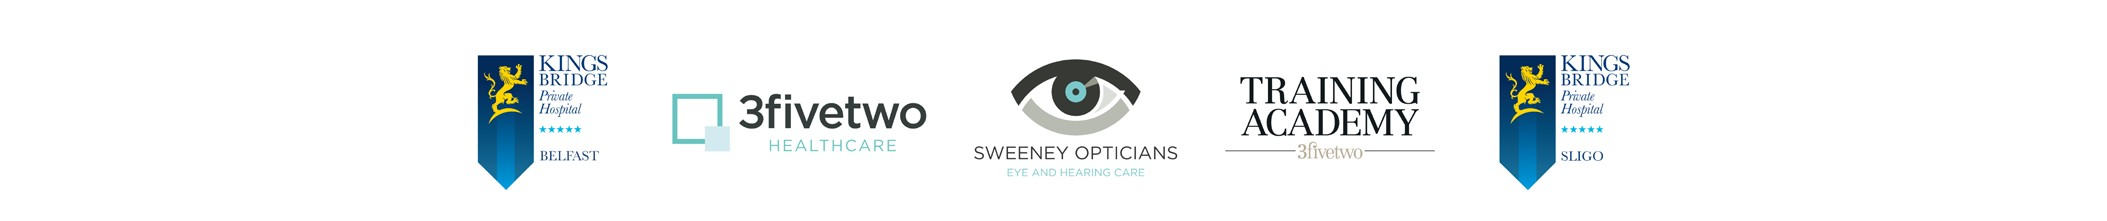 KINGS
BRIDGE
Private
Hospital
BELFAST
3fivetwo
HEALTHCARE
SWEENEY OPTICIANS
EYE AND HEARING CARE
TRAINING
ACADEMY
3fivetwo
KINGS
BRIDGE
Private
Hospital
SLIGO